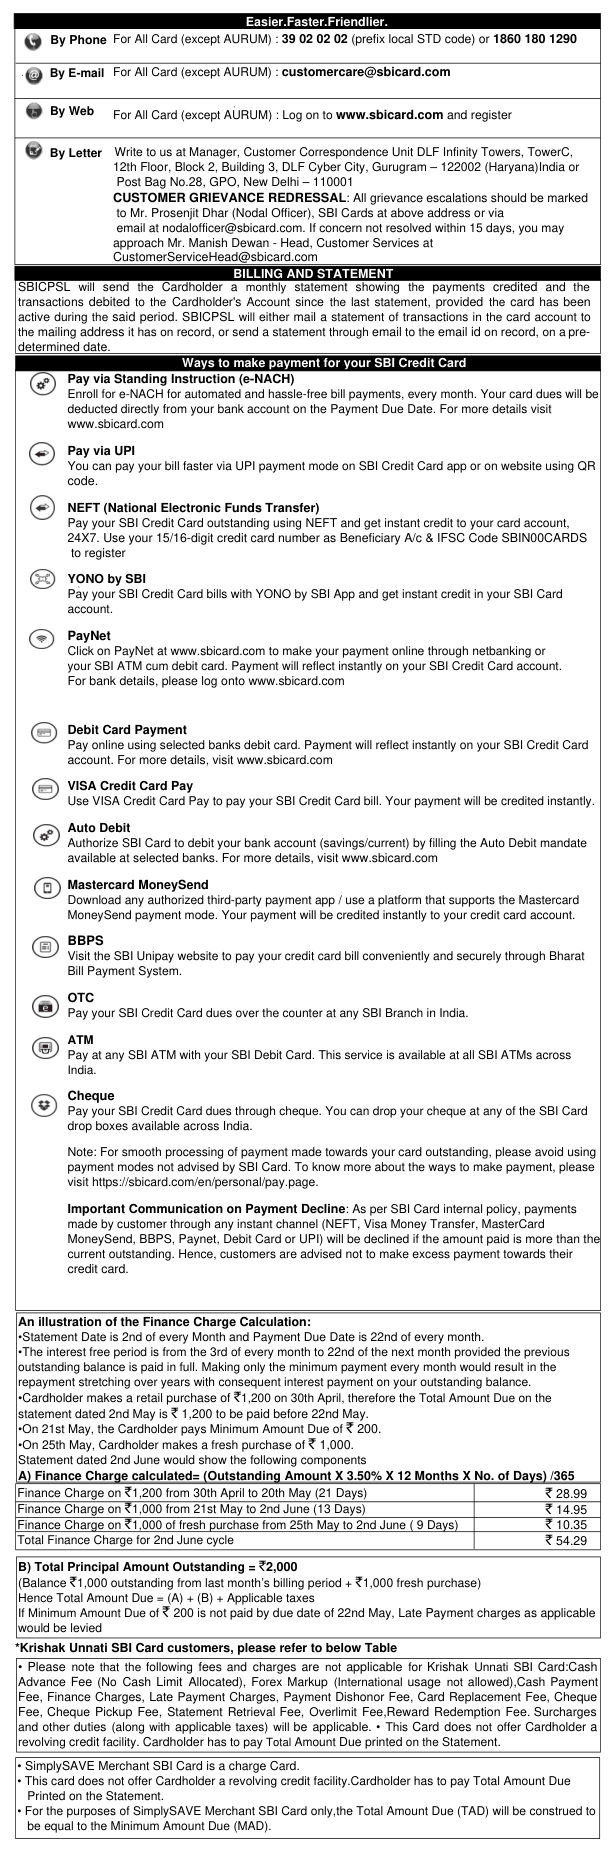 Easier.Faster.Friendlier.
By Phone For All Card (except AURUM) : 39 02 02 02 (prefix local STD code) or 1860 180 1290
By E-mail For All Card (except AURUM) : customercare@sbicard.com
By Web For All Card (except AURUM) : Log on to www.sbicard.com and register
By Letter Write to us at Manager, Customer Correspondence Unit DLF Infinity Towers, TowerC,
12th Floor, Block 2, Building 3, DLF Cyber City, Gurugram – 122002 (Haryana)India or
Post Bag No.28, GPO, New Delhi – 110001
CUSTOMER GRIEVANCE REDRESSAL: All grievance escalations should be marked
to Mr. Prosenjit Dhar (Nodal Officer), SBI Cards at above address or via
email at nodalofficer@sbicard.com. If concern not resolved within 15 days, you may
approach Mr. Manish Dewan - Head, Customer Services at
CustomerServiceHead@sbicard.com
BILLING AND STATEMENT
SBICPSL will send the Cardholder a monthly statement showing the payments credited and the
transactions debited to the Cardholder's Account since the last statement, provided the card has been
active during the said period. SBICPSL will either mail a statement of transactions in the card account to
the mailing address it has on record, or send a statement through email to the email id on record, on a pre-
determined date.
Ways to make payment for your SBI Credit Card
Pay via Standing Instruction (e-NACH)
Enroll for e-NACH for automated and hassle-free bill payments, every month. Your card dues will be
deducted directly from your bank account on the Payment Due Date. For more details visit
www.sbicard.com
Pay via UPI
You can pay your bill faster via UPI payment mode on SBI Credit Card app or on website using QR
code.
NEFT (National Electronic Funds Transfer)
Pay your SBI Credit Card outstanding using NEFT and get instant credit to your card account,
24X7. Use your 15/16-digit credit card number as Beneficiary A/c & IFSC Code SBIN00CARDS
to register
YONO by SBI
Pay your SBI Credit Card bills with YONO by SBI App and get instant credit in your SBI Card
account.
PayNet
Click on PayNet at www.sbicard.com to make your payment online through netbanking or
your SBI ATM cum debit card. Payment will reflect instantly on your SBI Credit Card account.
For bank details, please log onto www.sbicard.com
Debit Card Payment
Pay online using selected banks debit card. Payment will reflect instantly on your SBI Credit Card
account. For more details, visit www.sbicard.com
VISA Credit Card Pay
Use VISA Credit Card Pay to pay your SBI Credit Card bill. Your payment will be credited instantly.
Auto Debit
Authorize SBI Card to debit your bank account (savings/current) by filling the Auto Debit mandate
available at selected banks. For more details, visit www.sbicard.com
Mastercard MoneySend
Download any authorized third-party payment app / use a platform that supports the Mastercard
MoneySend payment mode. Your payment will be credited instantly to your credit card account.
BBPS
Visit the SBI Unipay website to pay your credit card bill conveniently and securely through Bharat
Bill Payment System.
OTC
Pay your SBI Credit Card dues over the counter at any SBI Branch in India.
ATM
Pay at any SBI ATM with your SBI Debit Card. This service is available at all SBI ATMs across
India.
Cheque
Pay your SBI Credit Card dues through cheque. You can drop your cheque at any of the SBI Card
drop boxes available across India.
Note: For smooth processing of payment made towards your card outstanding, please avoid using
payment modes not advised by SBI Card. To know more about the ways to make payment, please
visit https://sbicard.com/en/personal/pay.page.
Important Communication on Payment Decline: As per SBI Card internal policy, payments
made by customer through any instant channel (NEFT, Visa Money Transfer, MasterCard
MoneySend, BBPS, Paynet, Debit Card or UPI) will be declined if the amount paid is more than the
current outstanding. Hence, customers are advised not to make excess payment towards their
credit card.
An illustration of the Finance Charge Calculation:
•Statement Date is 2nd of every Month and Payment Due Date is 22nd of every month.
•The interest free period is from the 3rd of every month to 22nd of the next month provided the previous
outstanding balance is paid in full. Making only the minimum payment every month would result in the
repayment stretching over years with consequent interest payment on your outstanding balance.
•Cardholder makes a retail purchase of ₹1,200 on 30th April, therefore the Total Amount Due on the
statement dated 2nd May is ₹ 1,200 to be paid before 22nd May.
•On 21st May, the Cardholder pays Minimum Amount Due of ₹ 200.
•On 25th May, Cardholder makes a fresh purchase of ₹ 1,000.
Statement dated 2nd June would show the following components
A) Finance Charge calculated= (Outstanding Amount X 3.50% X 12 Months X No. of Days) /365
Finance Charge on ₹1,200 from 30th April to 20th May (21 Days) ₹ 28.99
Finance Charge on ₹1,000 from 21st May to 2nd June (13 Days) ₹ 14.95
Finance Charge on ₹1,000 of fresh purchase from 25th May to 2nd June ( 9 Days) ₹ 10.35
Total Finance Charge for 2nd June cycle ₹ 54.29
B) Total Principal Amount Outstanding = ₹2,000
(Balance ₹1,000 outstanding from last month's billing period + ₹1,000 fresh purchase)
Hence Total Amount Due = (A) + (B) + Applicable taxes
If Minimum Amount Due of ₹ 200 is not paid by due date of 22nd May, Late Payment charges as applicable
would be levied
*Krishak Unnati SBI Card customers, please refer to below Table
• Please note that the following fees and charges are not applicable for Krishak Unnati SBI Card:Cash
Advance Fee (No Cash Limit Allocated), Forex Markup (International usage not allowed),Cash Payment
Fee, Finance Charges, Late Payment Charges, Payment Dishonor Fee, Card Replacement Fee, Cheque
Fee, Cheque Pickup Fee, Statement Retrieval Fee, Overlimit Fee,Reward Redemption Fee. Surcharges
and other duties (along with applicable taxes) will be applicable. • This Card does not offer Cardholder a
revolving credit facility. Cardholder has to pay Total Amount Due printed on the Statement.
• SimplySAVE Merchant SBI Card is a charge Card.
• This card does not offer Cardholder a revolving credit facility.Cardholder has to pay Total Amount Due
Printed on the Statement.
• For the purposes of SimplySAVE Merchant SBI Card only,the Total Amount Due (TAD) will be construed to
be equal to the Minimum Amount Due (MAD).